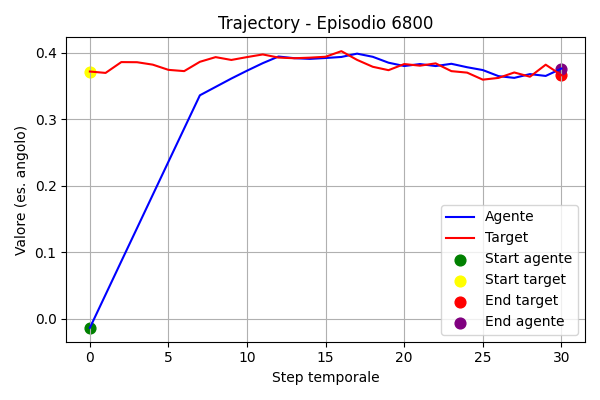 Trajectory - Episodio 6800
Valore (es. angolo)
0.4
0.3
0.2
0.1
0.0
Agente
Target
Start agente
Start target
End target
End agente
0 5 10 15 20 25 30
Step temporale